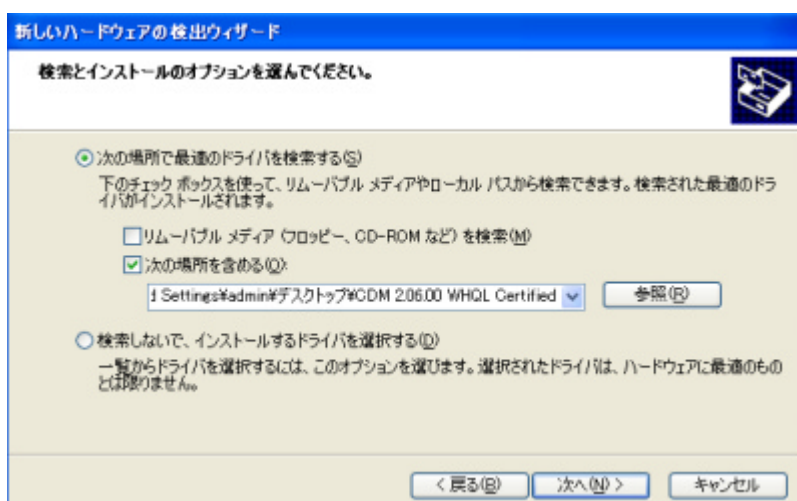 新しいハードウェアの検出ウィザード
検索とインストールのオプションを選んでください。
次の場所で最適のドライバを検索する(S)
下のチェック ボックスを使って、リムーバブル メディアやローカル パスから検索できます。検索された最適のドラ
イバがインストールされます。
リムーバブル メディア (フロッピー、CD-ROM など) を検索(M)
次の場所を含める(O):
d Settings¥admin¥デスクトップ¥CDM 2.06.00 WHQL Certified
参照(R)
検索しないで、インストールするドライバを選択する(D)
一覧からドライバを選択するには、このオプションを選びます。選択されたドライバは、ハードウェアに最適のもの
とは限りません。
< 戻る(B)
次へ(N) >
キャンセル